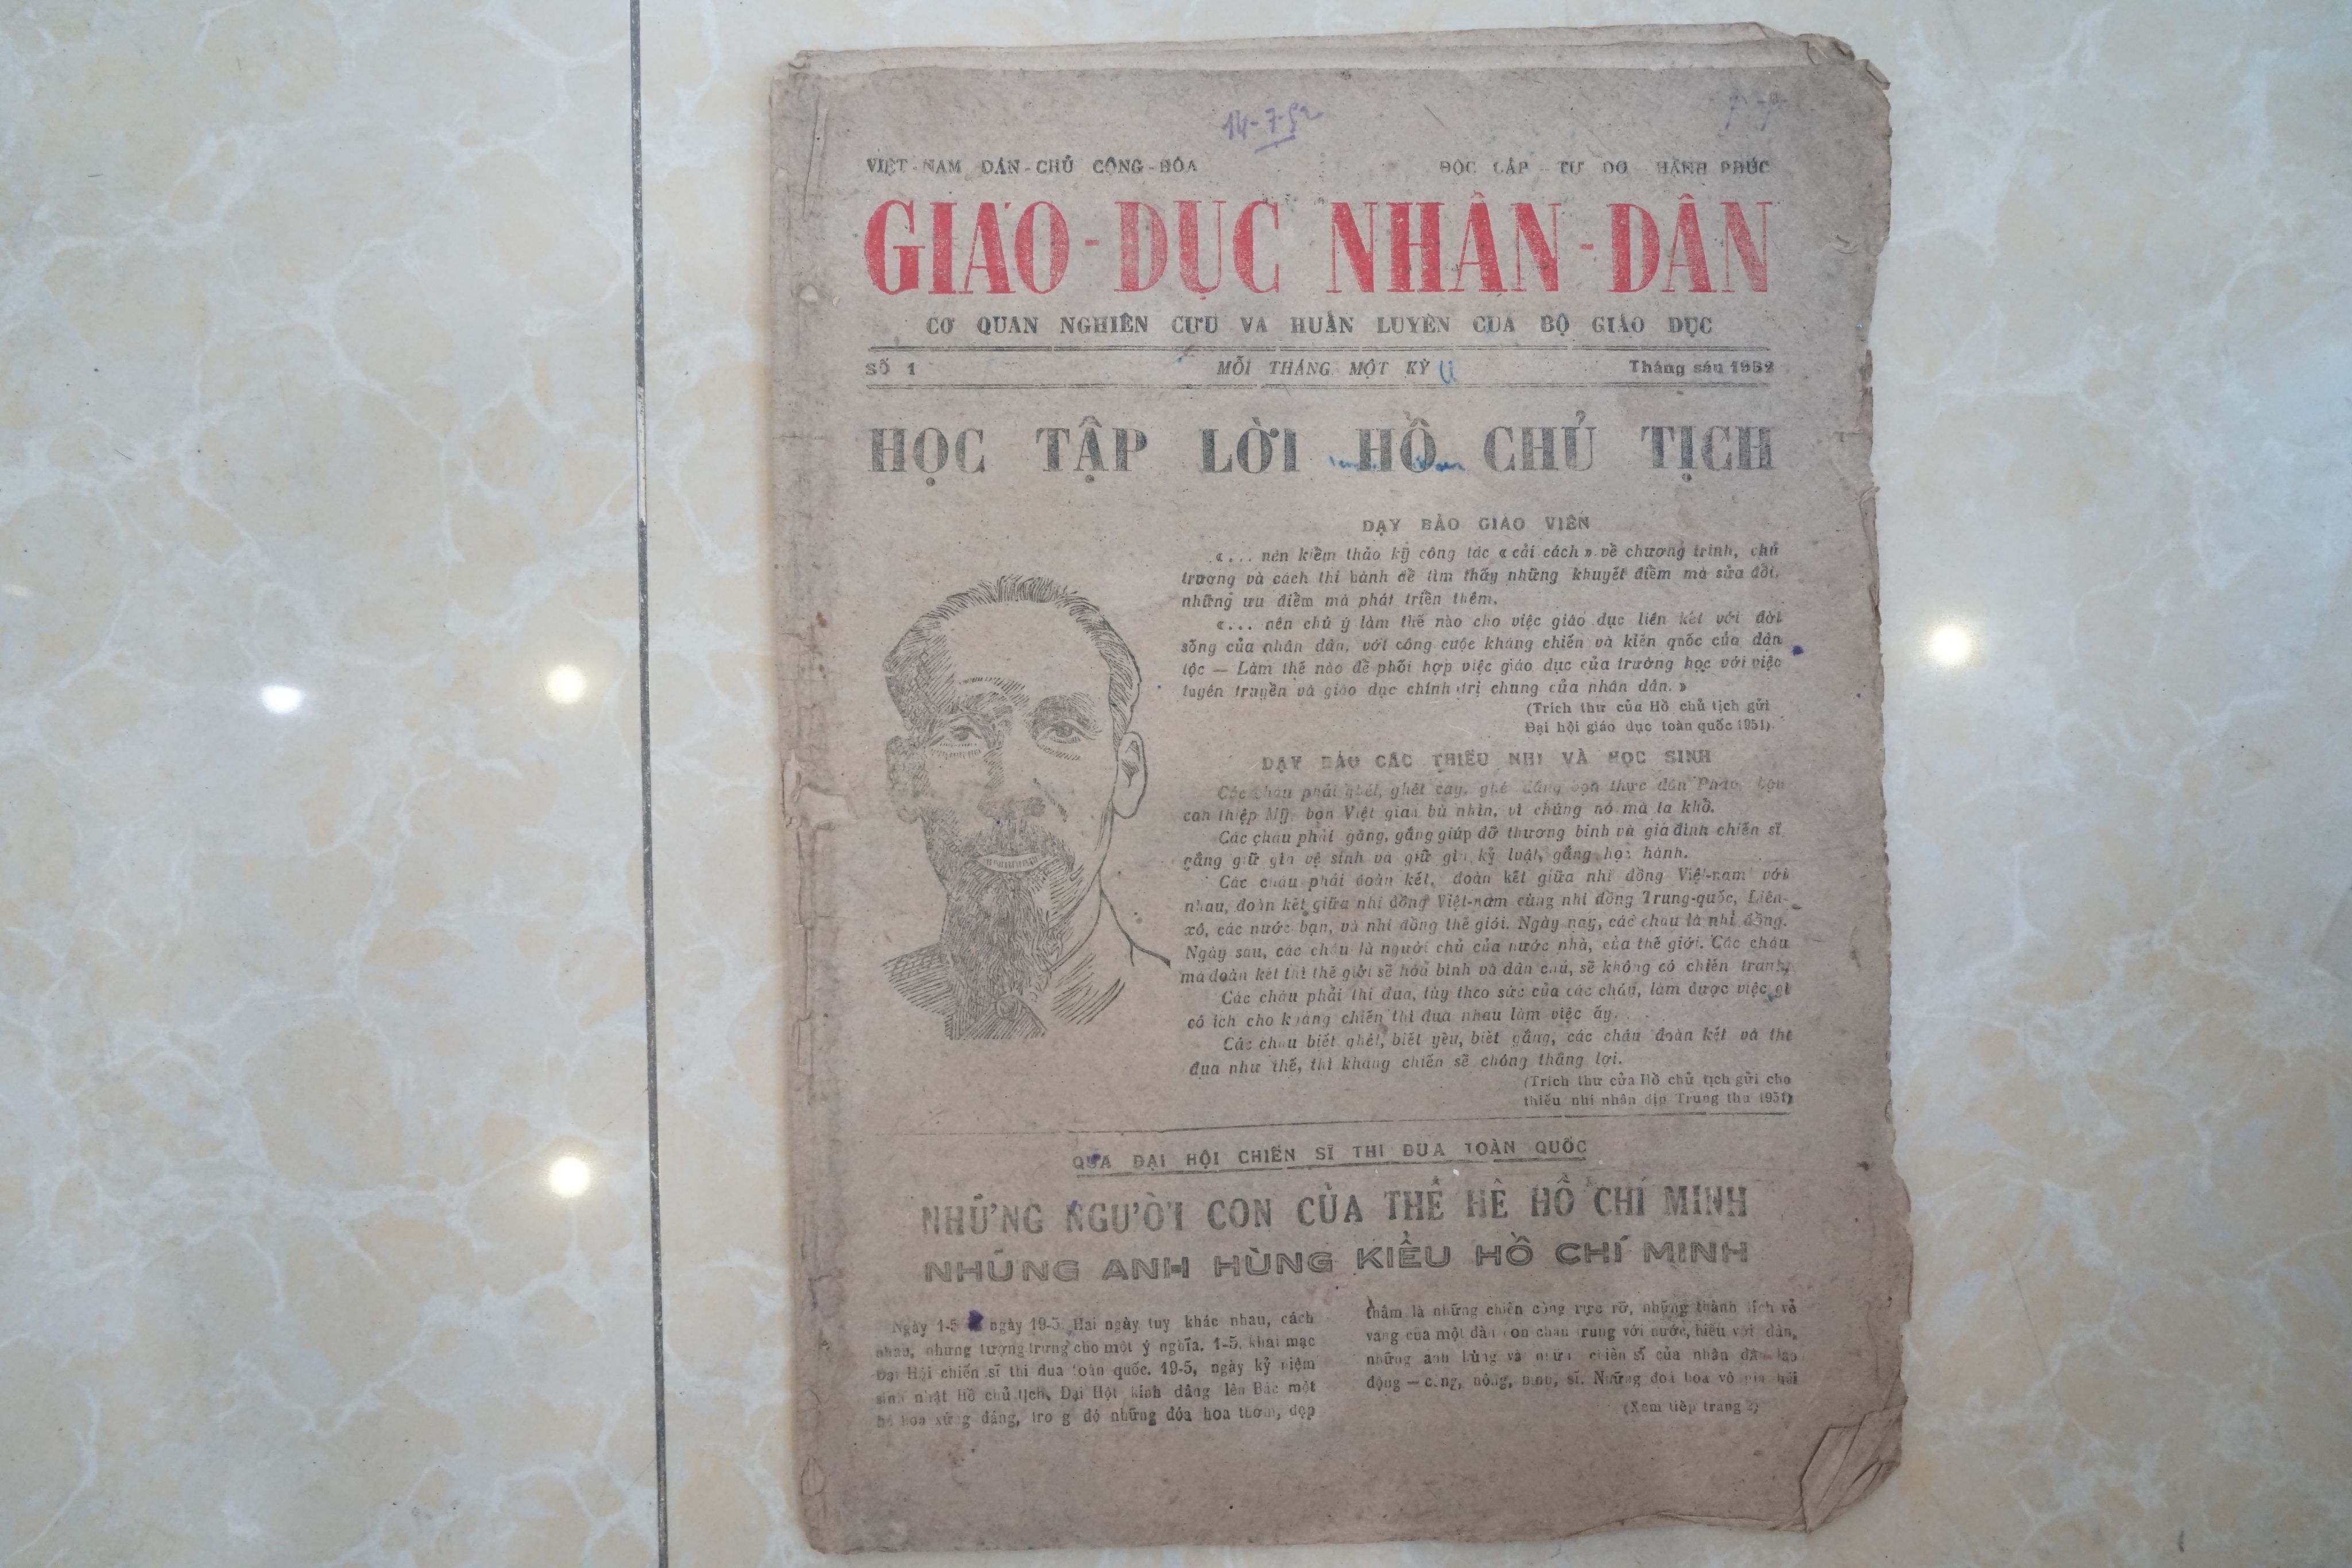 14-7-52
VIỆT-NAM DÂN-CHỦ CỘNG-HÒA
ĐỘC LẬP TỰ DO HẠNH PHÚC
GIÁO-DỤC NHÂN-DÂN
CƠ QUAN NGHIÊN CỨU VÀ HUẤN LUYỆN CỦA BỘ GIÁO DỤC
Số 1
MỖI THÁNG MỘT KỲ
Tháng sáu 1952
HỌC TẬP LỜI HỒ CHỦ TỊCH
DẠY BẢO GIÁO VIÊN
«... nên kiểm thảo kỹ công tác « cải cách » về chương trình, chủ
trương và cách thi hành để tìm thấy những khuyết điểm mà sửa đổi,
những ưu điểm mà phát triển thêm.
«... nên chú ý làm thế nào cho việc giáo dục liên kết với đời
sống của nhân dân, với công cuộc kháng chiến và kiến quốc của dân
tộc — Làm thế nào để phối hợp việc giáo dục của trường học với việc
tuyên truyền và giáo dục chính trị chung của nhân dân. »
(Trích thư của Hồ chủ tịch gửi
Đại hội giáo dục toàn quốc 1951).
DẠY BẢO CÁC THIẾU NHI VÀ HỌC SINH
Các cháu phải ghét, ghét cay, ghét đắng bọn thực dân Pháp, bọn
can thiệp Mỹ, bọn Việt gian bù nhìn, vì chúng nó mà ta khổ.
Các cháu phải gắng, gắng giúp đỡ thương binh và gia đình chiến sĩ,
gắng giữ gìn vệ sinh và giữ gìn kỷ luật, gắng học hành.
Các cháu phải đoàn kết, đoàn kết giữa nhi đồng Việt-nam với
nhau, đoàn kết giữa nhi đồng Việt-nam cùng nhi đồng Trung-quốc, Liên-
xô, các nước bạn, và nhi đồng thế giới. Ngày nay, các cháu là nhi đồng.
Ngày sau, các cháu là người chủ của nước nhà, của thế giới. Các cháu
mà đoàn kết thì thế giới sẽ hoà bình và dân chủ, sẽ không có chiến tranh,
Các cháu phải thi đua, tùy theo sức của các cháu, làm được việc gì
có ích cho kháng chiến thì đua nhau làm việc ấy...
Các cháu biết ghét, biết yêu, biết gắng, các cháu đoàn kết và thi
đua như thế, thì kháng chiến sẽ chóng thắng lợi.
(Trích thư của Hồ chủ tịch gửi cho
thiếu nhi nhân dịp Trung thu 1951)
QUA ĐẠI HỘI CHIẾN SĨ THI ĐUA TOÀN QUỐC
NHỮNG NGƯỜI CON CỦA THẾ HỆ HỒ CHÍ MINH
NHỮNG ANH HÙNG KIỂU HỒ CHÍ MINH
Ngày 1-5 ngày 19-5. Hai ngày tuy khác nhau, cách
nhau, nhưng tượng trưng cho một ý nghĩa. 1-5, khai mạc
Đại Hội chiến sĩ thi đua toàn quốc. 19-5, ngày kỷ niệm
sinh nhật Hồ chủ tịch, Đại Hội kính dâng lên Bác một
bó hoa xứng đáng, trong đó những đóa hoa thơm, đẹp
thắm là những chiến công rực rỡ, những thành tích vẻ
vang của một đàn con cháu trung với nước, hiếu với dân,
những anh hùng và chiến sĩ của nhân dân lao
động — công, nông, binh, sĩ. Những đoá hoa vô
(Xem tiếp trang 2)